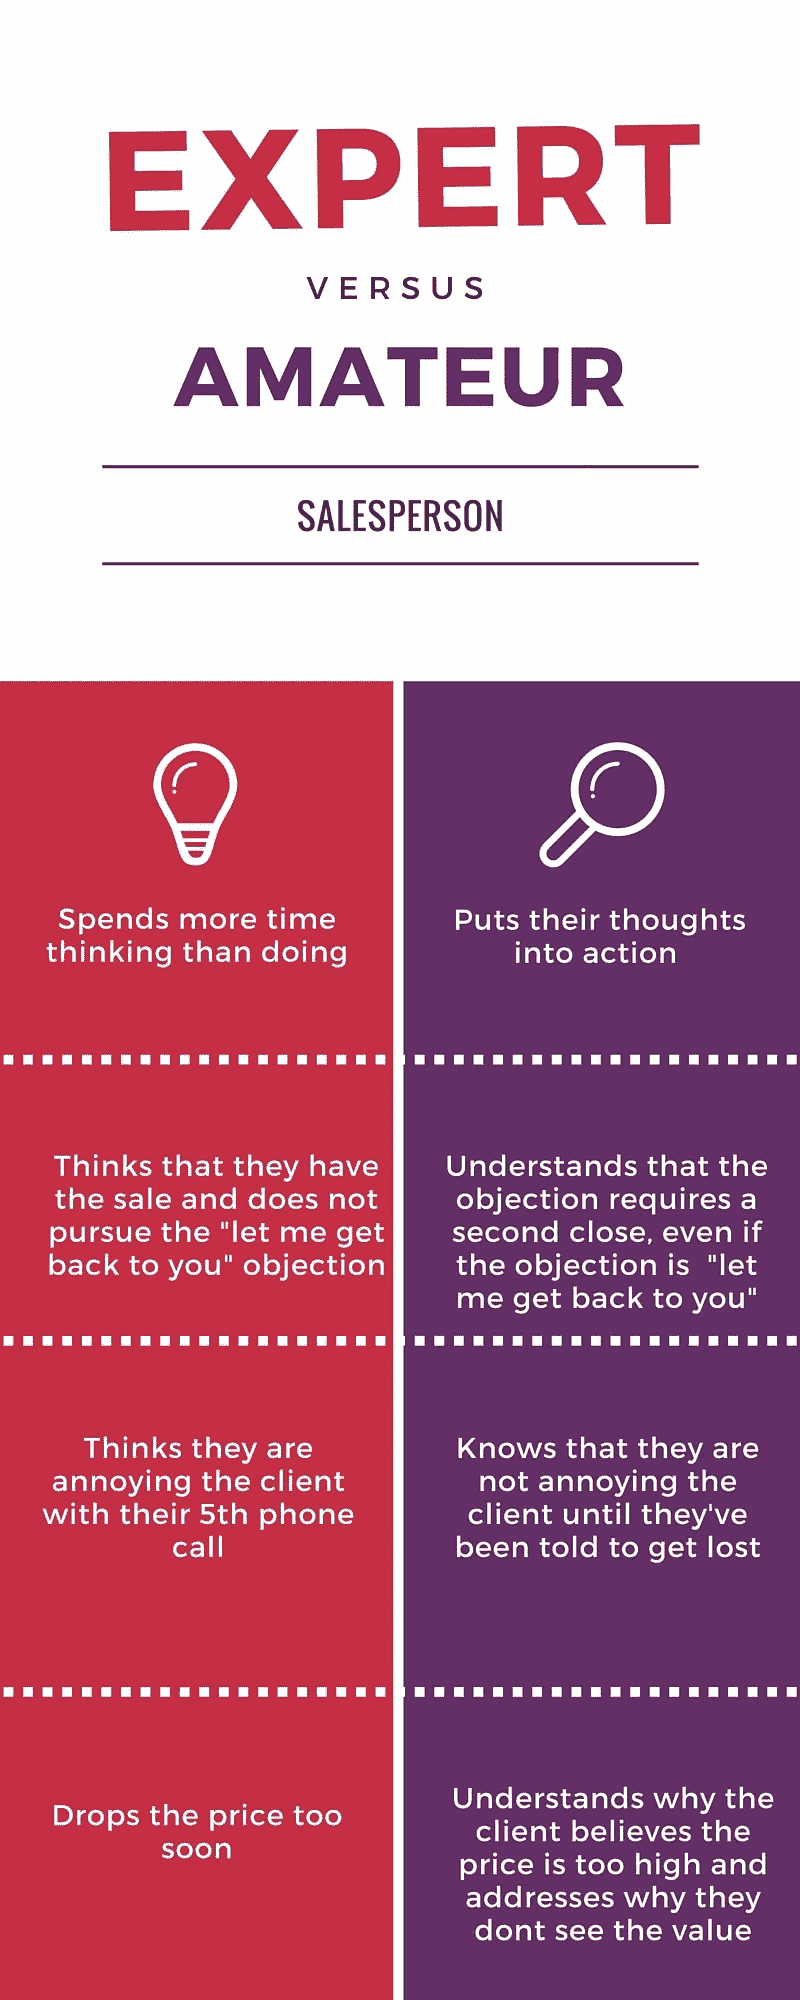 EXPERT
VERSUS
AMATEUR
SALESPERSON
Spends more time
thinking than doing
Puts their thoughts
into action
Thinks that they have
the sale and does not
pursue the "let me get
back to you" objection
Understands that the
objection requires a
second close, even if
the objection is  "let
me get back to you"
Thinks they are
annoying the client
with their 5th phone
call
Knows that they are
not annoying the
client until they've
been told to get lost
Drops the price too
soon
Understands why the
client believes the
price is too high and
addresses why they
dont see the value